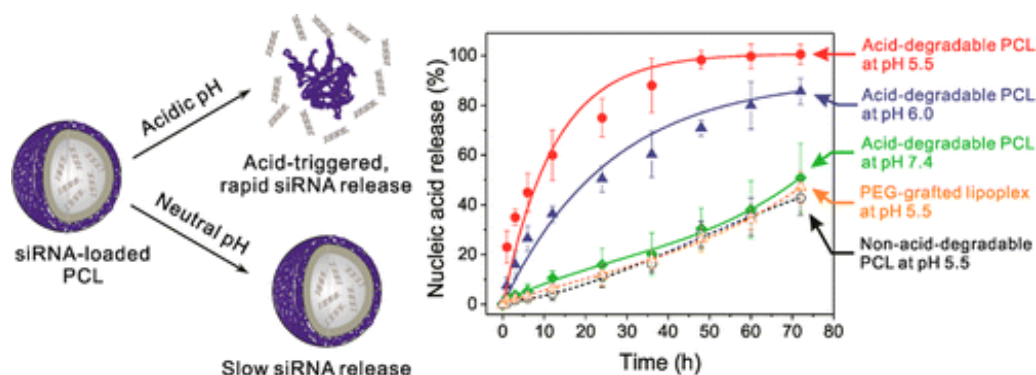 Acidic pH
Acid-triggered,
rapid siRNA release
siRNA-loaded
PCL
Neutral pH
Slow siRNA release
Nucleic acid release (%)
100
80
60
40
20
0
0 10 20 30 40 50 60 70 80
Time (h)
Acid-degradable PCL
at pH 5.5
Acid-degradable PCL
at pH 6.0
Acid-degradable PCL
at pH 7.4
PEG-grafted lipoplex
at pH 5.5
Non-acid-degradable
PCL at pH 5.5